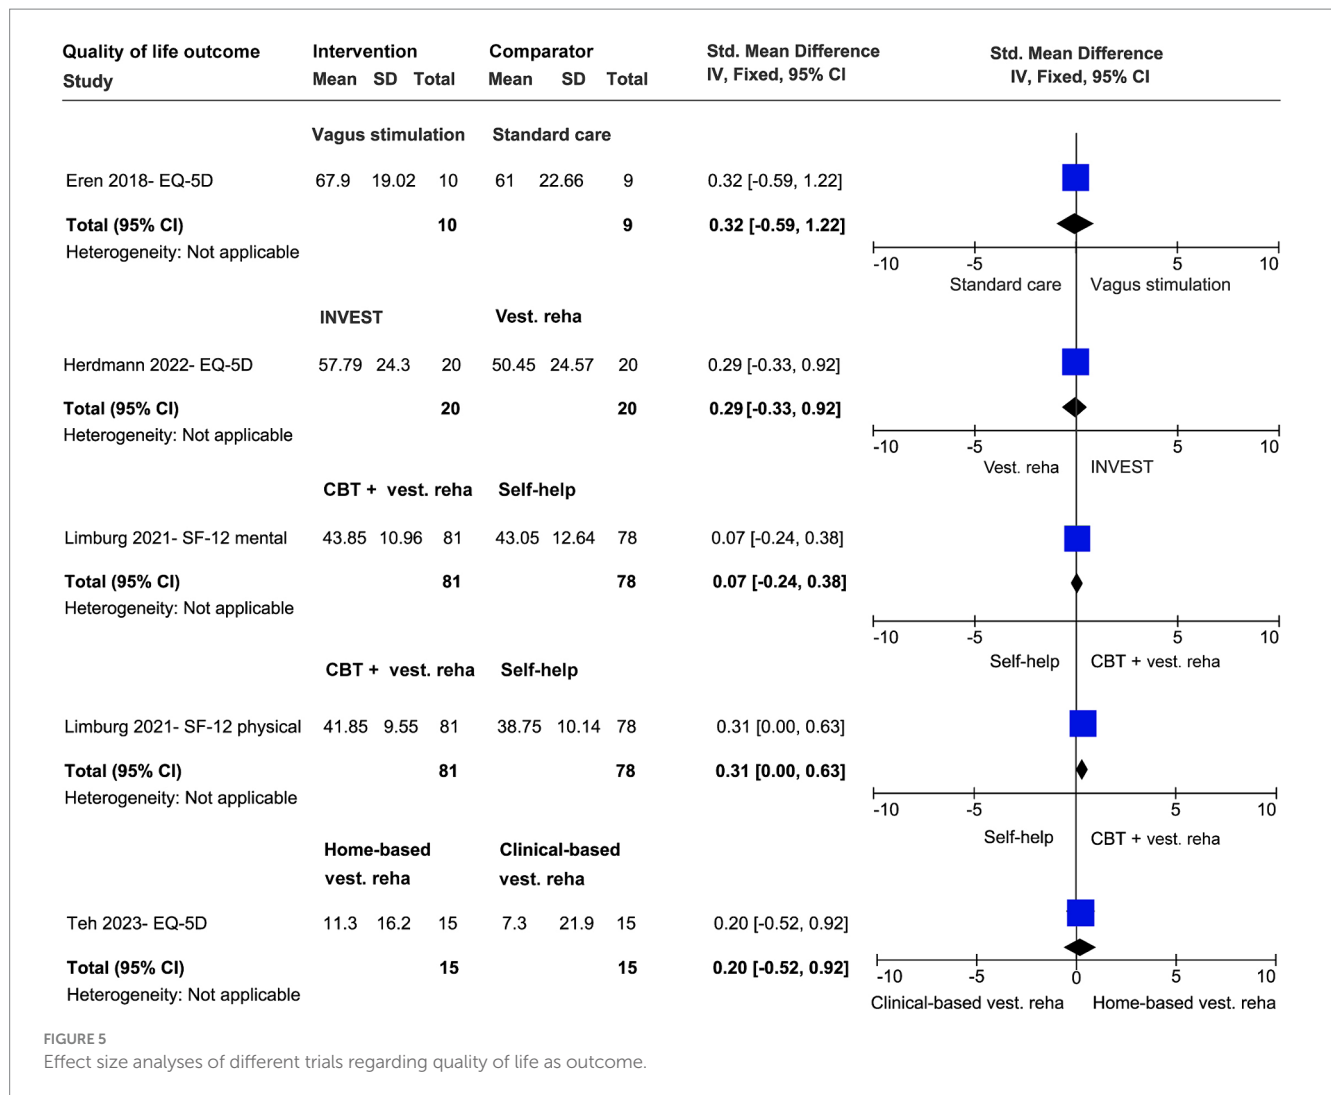 Quality of life outcome Intervention Comparator Std. Mean Difference Std. Mean Difference
Study Mean SD Total Mean SD Total IV, Fixed, 95% CI IV, Fixed, 95% CI
Vagus stimulation Standard care
Eren 2018- EQ-5D 67.9 19.02 10 61 22.66 9 0.32 [-0.59, 1.22]
Total (95% CI) 10 9 0.32 [-0.59, 1.22]
Heterogeneity: Not applicable
-10 -5 5 10
Standard care Vagus stimulation
INVEST Vest. reha
Herdmann 2022- EQ-5D 57.79 24.3 20 50.45 24.57 20 0.29 [-0.33, 0.92]
Total (95% CI) 20 20 0.29 [-0.33, 0.92]
Heterogeneity: Not applicable
-10 -5 5 10
Vest. reha INVEST
CBT + vest. reha Self-help
Limburg 2021- SF-12 mental 43.85 10.96 81 43.05 12.64 78 0.07 [-0.24, 0.38]
Total (95% CI) 81 78 0.07 [-0.24, 0.38]
Heterogeneity: Not applicable
-10 -5 5 10
Self-help CBT + vest. reha
CBT + vest. reha Self-help
Limburg 2021- SF-12 physical 41.85 9.55 81 38.75 10.14 78 0.31 [0.00, 0.63]
Total (95% CI) 81 78 0.31 [0.00, 0.63]
Heterogeneity: Not applicable
-10 -5 5 10
Self-help CBT + vest. reha
Home-based Clinical-based
vest. reha vest. reha
Teh 2023- EQ-5D 11.3 16.2 15 7.3 21.9 15 0.20 [-0.52, 0.92]
Total (95% CI) 15 15 0.20 [-0.52, 0.92]
Heterogeneity: Not applicable
-10 -5 0 5 10
Clinical-based vest. reha Home-based vest. reha
FIGURE 5
Effect size analyses of different trials regarding quality of life as outcome.